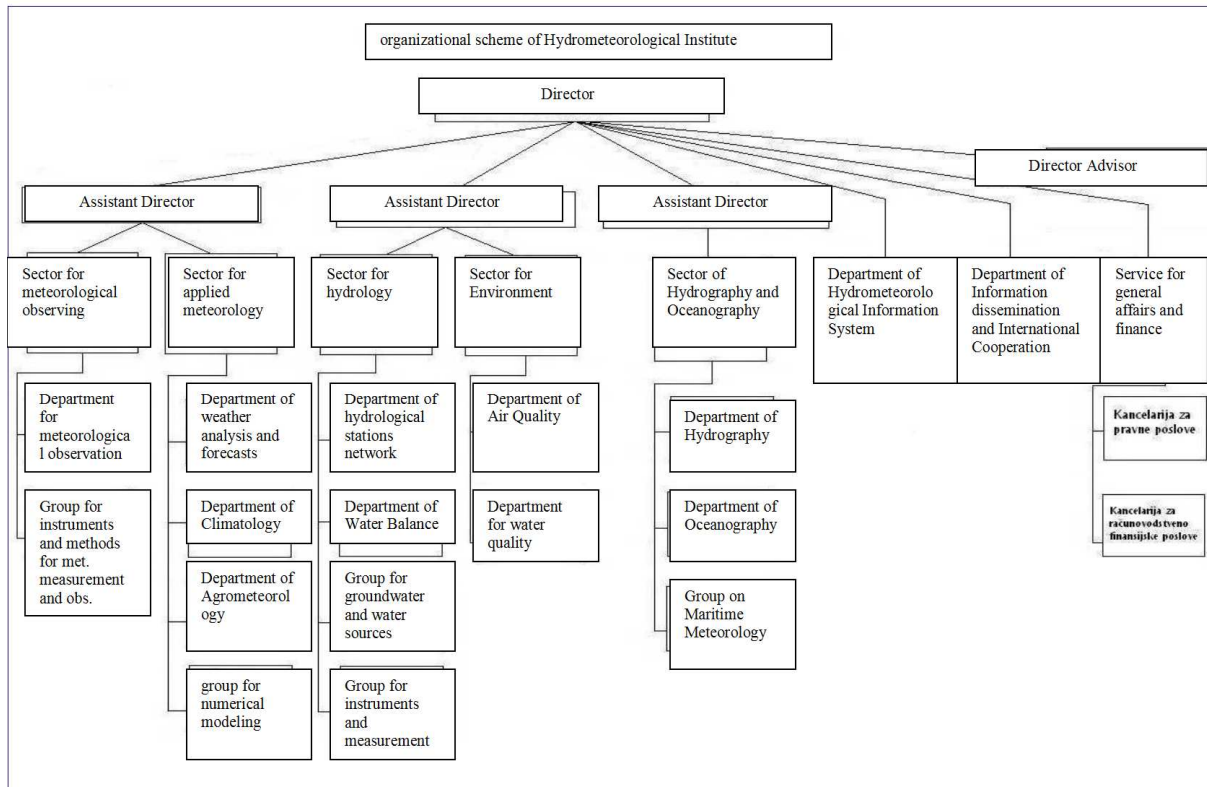 organizational scheme of Hydrometeorological Institute
Director
Director Advisor
Assistant Director
Assistant Director
Assistant Director
Sector for
meteorological
observing
Sector for
applied
meteorology
Sector for
hydrology
Sector for
Environment
Sector of
Hydrography and
Oceanography
Department of
Hydrometeorolo
gical Information
System
Department of
Information
dissemination
and International
Cooperation
Service for
general
affairs and
finance
Department
for
meteorologica
l observation
Group for
instruments
and methods
for met.
measurement
and obs.
Department of
weather
analysis and
forecasts
Department of
Climatology
Department of
Agrometeorol
ogy
group for
numerical
modeling
Department of
hydrological
stations
network
Department of
Water Balance
Group for
groundwater
and water
sources
Group for
instruments
and
measurement
Department of
Air Quality
Department
for water
quality
Department of
Hydrography
Department of
Oceanography
Group on
Maritime
Meteorology
Kancelarija za
pravne poslove
Kancelarija za
računovodstveno
finansijske poslove